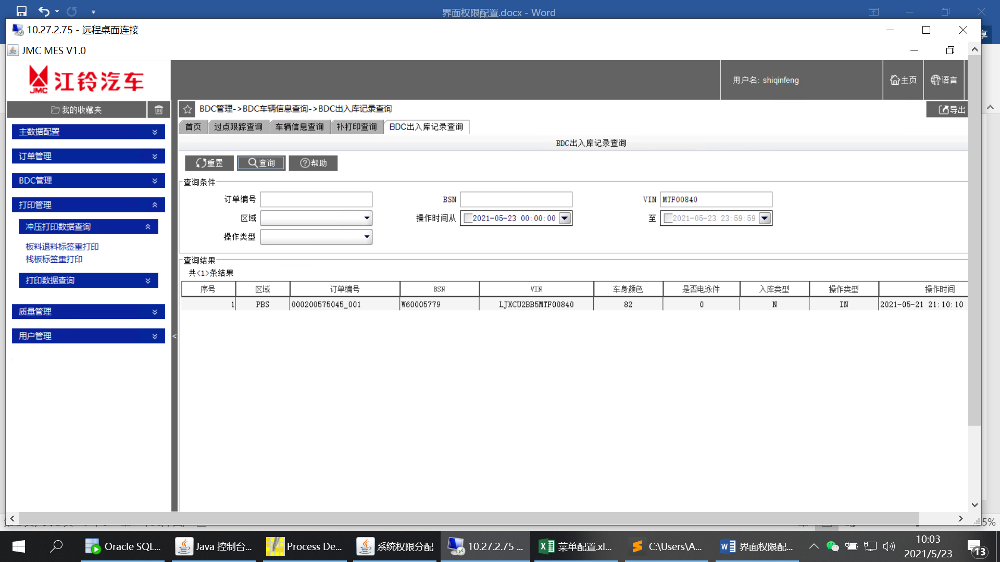 界面权限配置.docx - Word
10.27.2.75 - 远程桌面连接
享
JMC MES V1.0
JMC 江铃汽车
用户名: shiqinfeng
主页
语言
我的收藏夹
BDC管理->BDC车辆信息查询->BDC出入库记录查询
导出
首页 过点跟踪查询 车辆信息查询 补打印查询 BDC出入库记录查询
BDC出入库记录查询
主数据配置
订单管理
BDC管理
打印管理
冲压打印数据查询
板料退料标签重打印
栈板标签重打印
打印数据查询
质量管理
用户管理
<
重置 查询 帮助
查询条件
订单编号 BSN VIN MTF00840
区域 操作时间从 2021-05-23 00:00:00 至 2021-05-23 23:59:59
操作类型
查询结果
共<1>条结果
序号 区域 订单编号 BSN VIN 车身颜色 是否电泳件 入库类型 操作类型 操作时间
1 PBS 000200575045_001 W60005779 LJXCU2BB5MTF00840 82 0 N IN 2021-05-21 21:10:10
5%
Oracle SQL...
Java 控制台...
Process De...
系统权限分配
10.27.2.75 ...
菜单配置.xl...
C:\Users\A...
界面权限配...
10:03
2021/5/23
13